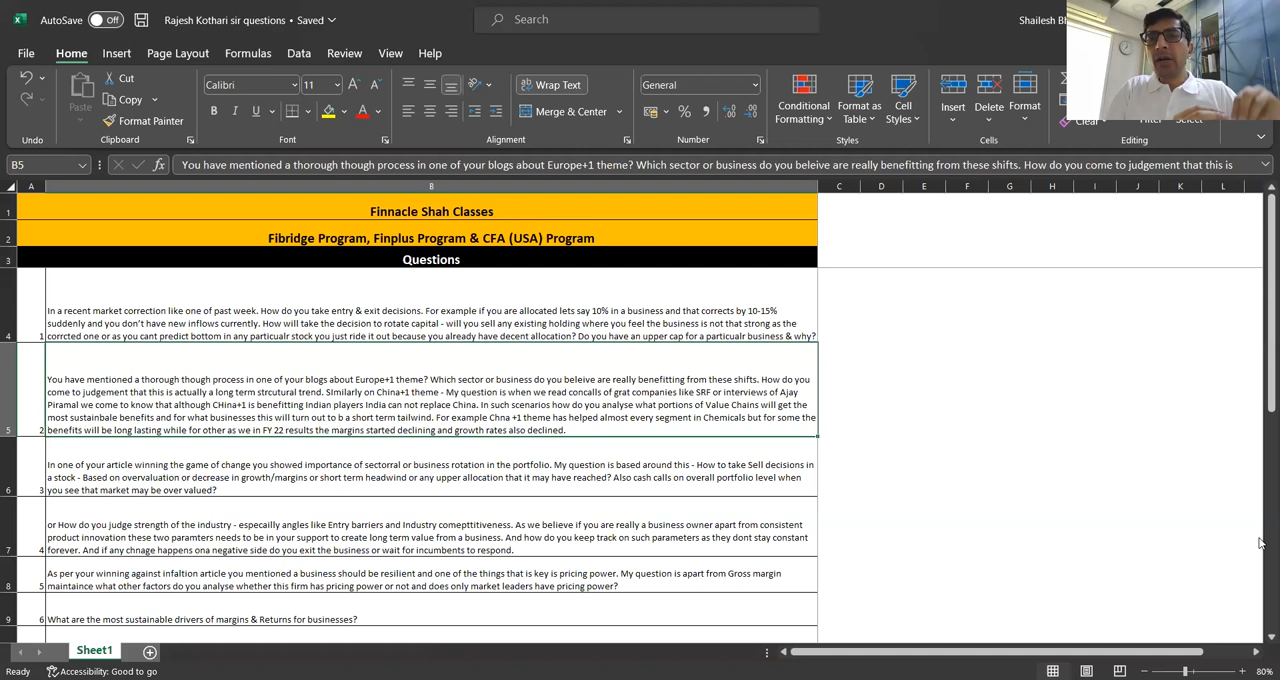 AutoSave Off Rajesh Kothari sir questions • Saved Search Shailesh
File Home Insert Page Layout Formulas Data Review View Help
Paste Cut Copy Format Painter Calibri 11 Wrap Text Merge & Center General Conditional Formatting Format as Table Cell Styles Insert Delete Format Clear
Undo Clipboard Font Alignment Number Styles Cells Editing
B5 fx You have mentioned a thorough though process in one of your blogs about Europe+1 theme? Which sector or business do you beleive are really benefitting from these shifts. How do you come to judgement that this is
A B C D E F G H I J K L
1 Finnacle Shah Classes
2 Fibridge Program, Finplus Program & CFA (USA) Program
3 Questions
In a recent market correction like one of past week. How do you take entry & exit decisions. For example if you are allocated lets say 10% in a business and that corrects by 10-15%
suddenly and you don't have new inflows currently. How will take the decision to rotate capital - will you sell any existing holding where you feel the business is not that strong as the
4 1 corrcted one or as you cant predict bottom in any particualr stock you just ride it out because you already have decent allocation? Do you have an upper cap for a particualr business & why?
You have mentioned a thorough though process in one of your blogs about Europe+1 theme? Which sector or business do you beleive are really benefitting from these shifts. How do you
come to judgement that this is actually a long term strcutural trend. SImilarly on China+1 theme - My question is when we read concalls of grat companies like SRF or interviews of Ajay
Piramal we come to know that although CHina+1 is benefitting Indian players India can not replace China. In such scenarios how do you analyse what portions of Value Chains will get the
most sustainbale benefits and for what businesses this will turn out to b a short term tailwind. For example Chna +1 theme has helped almost every segment in Chemicals but for some the
5 2 benefits will be long lasting while for other as we in FY 22 results the margins started declining and growth rates also declined.
In one of your article winning the game of change you showed importance of sectorral or business rotation in the portfolio. My question is based around this - How to take Sell decisions in
a stock - Based on overvaluation or decrease in growth/margins or short term headwind or any upper allocation that it may have reached? Also cash calls on overall portfolio level when
6 3 you see that market may be over valued?
or How do you judge strength of the industry - especailly angles like Entry barriers and Industry comepttitiveness. As we believe if you are really a business owner apart from consistent
product innovation these two paramters needs to be in your support to create long term value from a business. And how do you keep track on such parameters as they dont stay constant
7 4 forever. And if any chnage happens ona negative side do you exit the business or wait for incumbents to respond.
As per your winning against infaltion article you mentioned a business should be resilient and one of the things that is key is pricing power. My question is apart from Gross margin
8 5 maintaince what other factors do you analyse whether this firm has pricing power or not and does only market leaders have pricing power?
9 6 What are the most sustainable drivers of margins & Returns for businesses?
Sheet1
Ready Accessibility: Good to go 80%